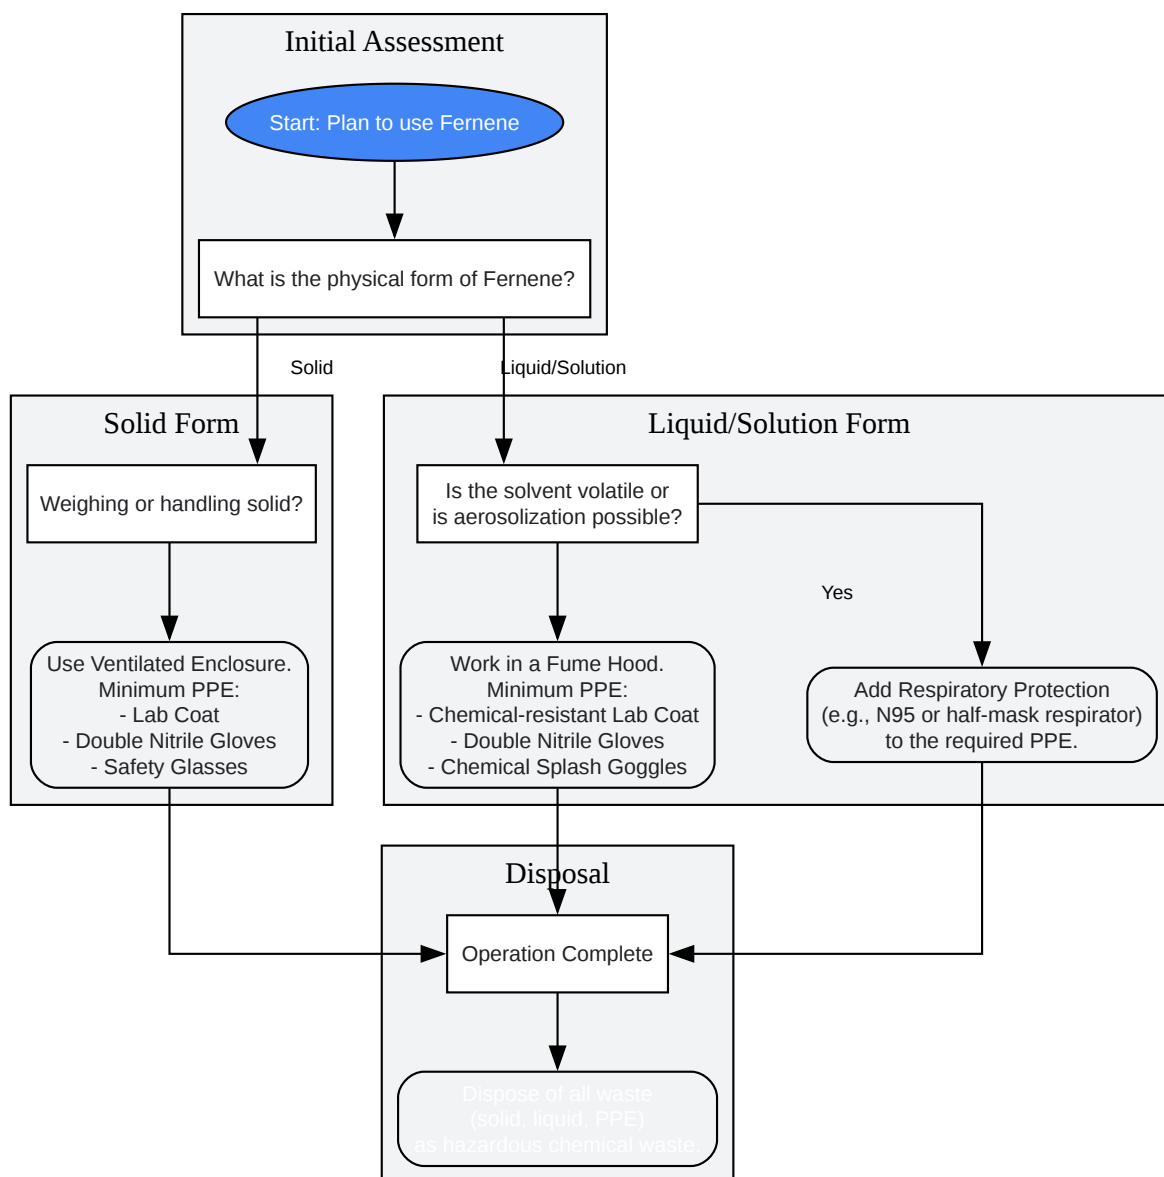 Initial Assessment
Start: Plan to use Fernene
What is the physical form of Fernene?
Solid
Liquid/Solution
Solid Form
Weighing or handling solid?
Use Ventilated Enclosure.
Minimum PPE:
- Lab Coat
- Double Nitrile Gloves
- Safety Glasses
Liquid/Solution Form
Is the solvent volatile or
is aerosolization possible?
Yes
Work in a Fume Hood.
Minimum PPE:
- Chemical-resistant Lab Coat
- Double Nitrile Gloves
- Chemical Splash Goggles
Add Respiratory Protection
(e.g., N95 or half-mask respirator)
to the required PPE.
Disposal
Operation Complete
Dispose of all waste
(solid, liquid, PPE)
as hazardous chemical waste.